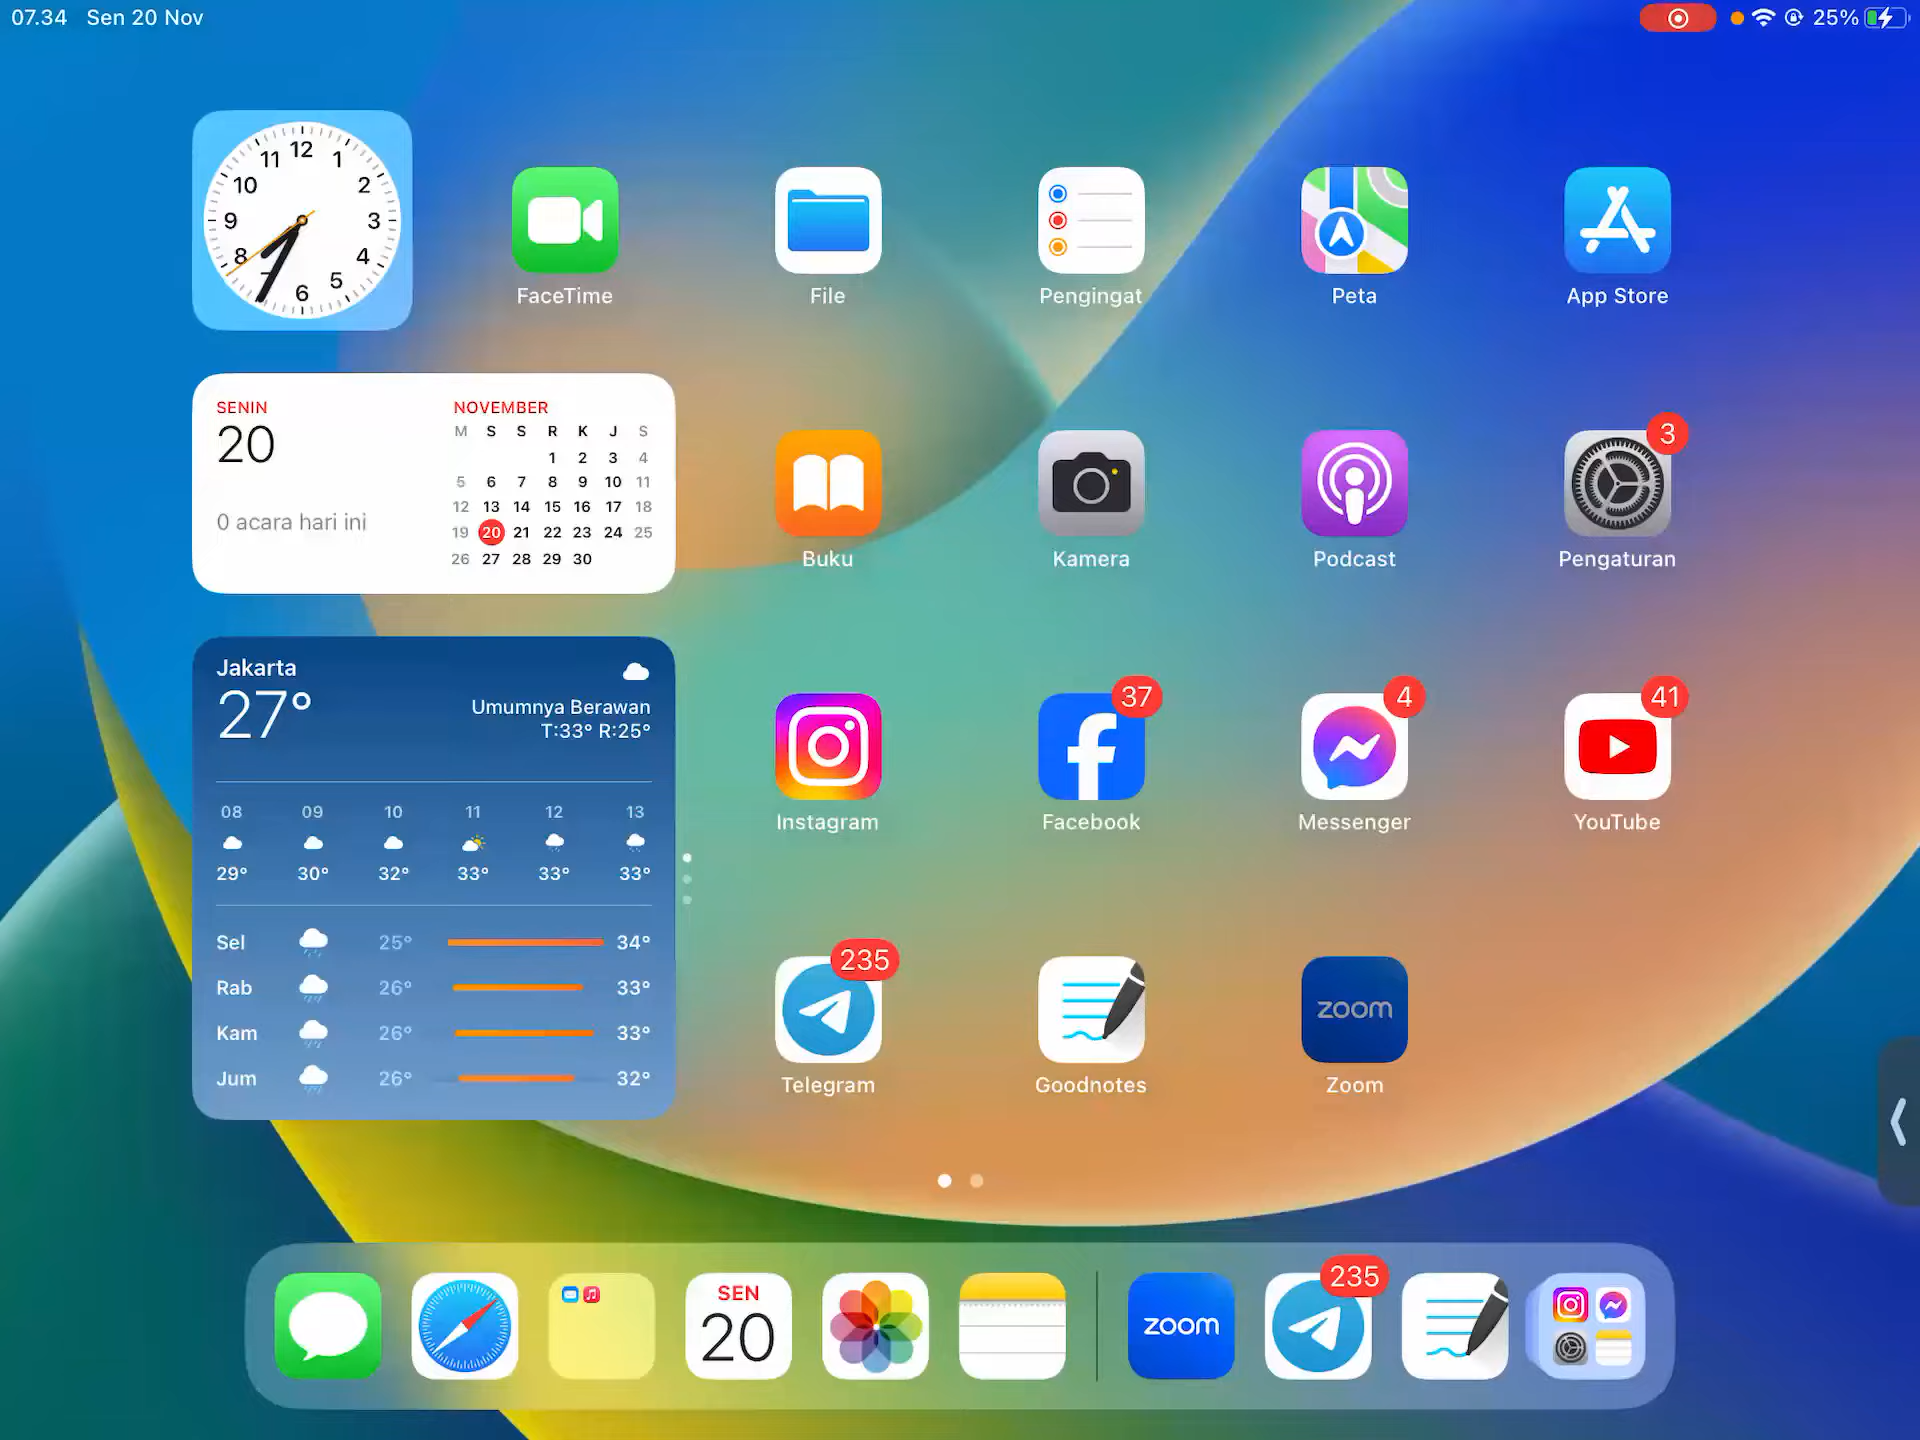 07.34 Sen 20 Nov
25%
12
11 1
10 2
9 3
8 4
7 5
6
FaceTime
File
Pengingat
Peta
App Store
SENIN
20
0 acara hari ini
NOVEMBER
M S S R K J S
1 2 3 4
5 6 7 8 9 10 11
12 13 14 15 16 17 18
19 20 21 22 23 24 25
26 27 28 29 30
Buku
Kamera
Podcast
3
Pengaturan
Jakarta
27°
Umumnya Berawan
T:33° R:25°
08 09 10 11 12 13
29° 30° 32° 33° 33° 33°
Sel 25° 34°
Rab 26° 33°
Kam 26° 33°
Jum 26° 32°
Instagram
37
Facebook
4
Messenger
41
YouTube
235
Telegram
Goodnotes
zoom
Zoom
SEN
20
zoom
235